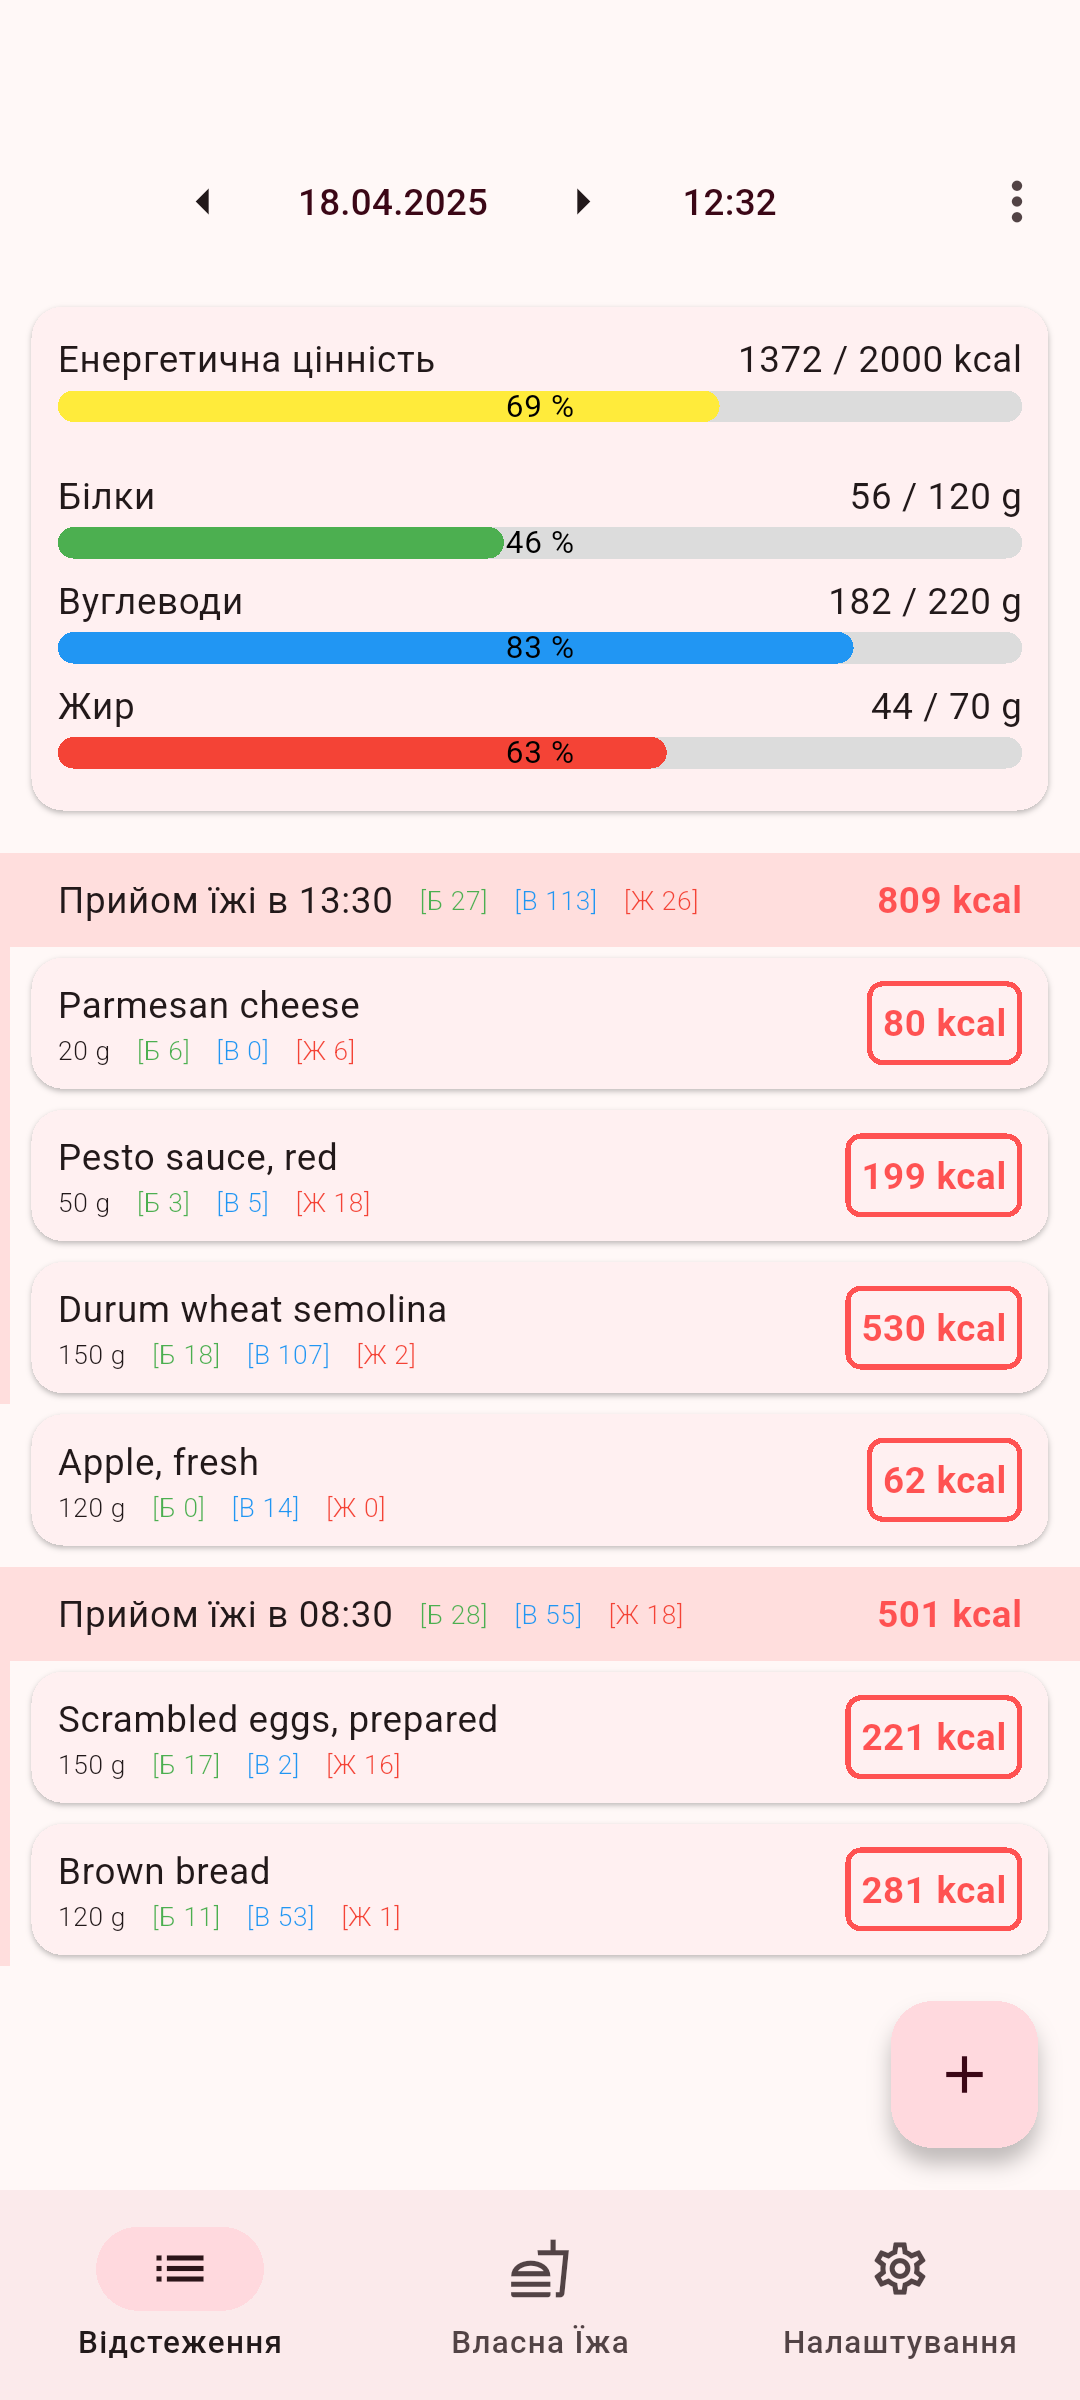 18.04.2025 12:32
Енергетична цінність 1372 / 2000 kcal
69 %
Білки 56 / 120 g
46 %
Вуглеводи 182 / 220 g
83 %
Жир 44 / 70 g
63 %
Прийом їжі в 13:30 [Б 27] [В 113] [Ж 26] 809 kcal
Parmesan cheese
20 g [Б 6] [В 0] [Ж 6]
80 kcal
Pesto sauce, red
50 g [Б 3] [В 5] [Ж 18]
199 kcal
Durum wheat semolina
150 g [Б 18] [В 107] [Ж 2]
530 kcal
Apple, fresh
120 g [Б 0] [В 14] [Ж 0]
62 kcal
Прийом їжі в 08:30 [Б 28] [В 55] [Ж 18] 501 kcal
Scrambled eggs, prepared
150 g [Б 17] [В 2] [Ж 16]
221 kcal
Brown bread
120 g [Б 11] [В 53] [Ж 1]
281 kcal
Відстеження Власна Їжа Налаштування